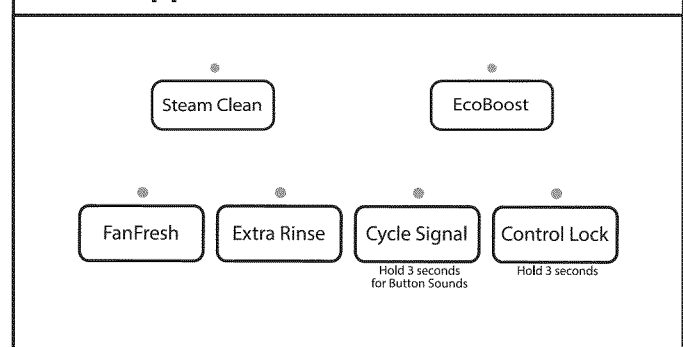 Steam Clean
EcoBoost
FanFresh
Extra Rinse
Cycle Signal
Control Lock
Hold 3 seconds
for Button Sounds
Hold 3 seconds